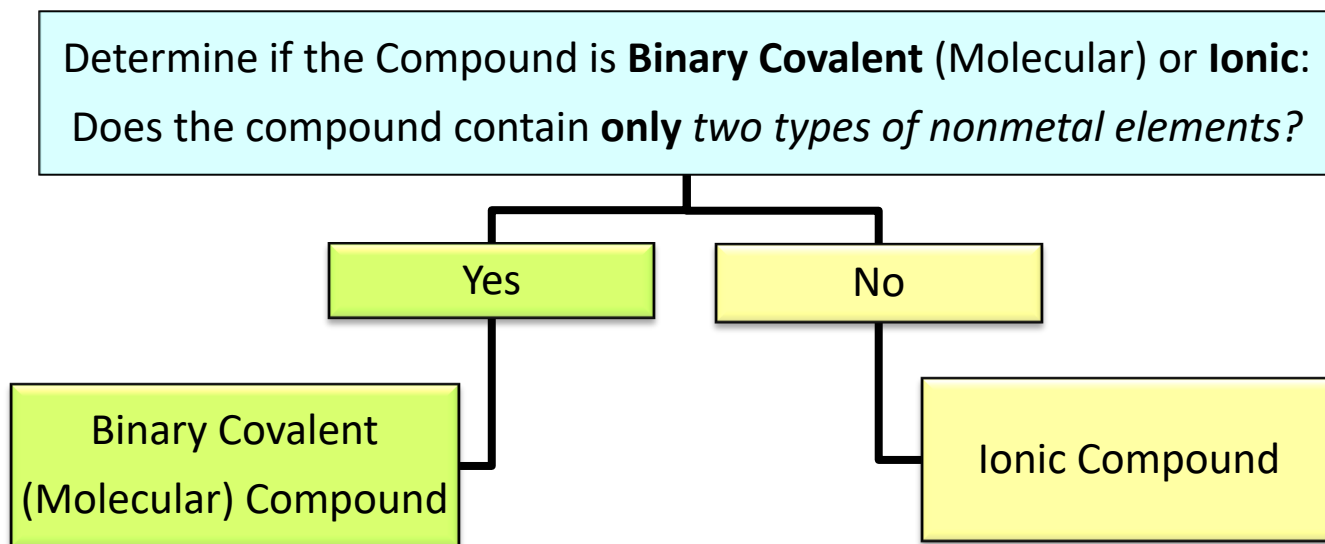 Determine if the Compound is Binary Covalent (Molecular) or Ionic:
Does the compound contain only two types of nonmetal elements?
Yes
No
Binary Covalent
(Molecular) Compound
Ionic Compound